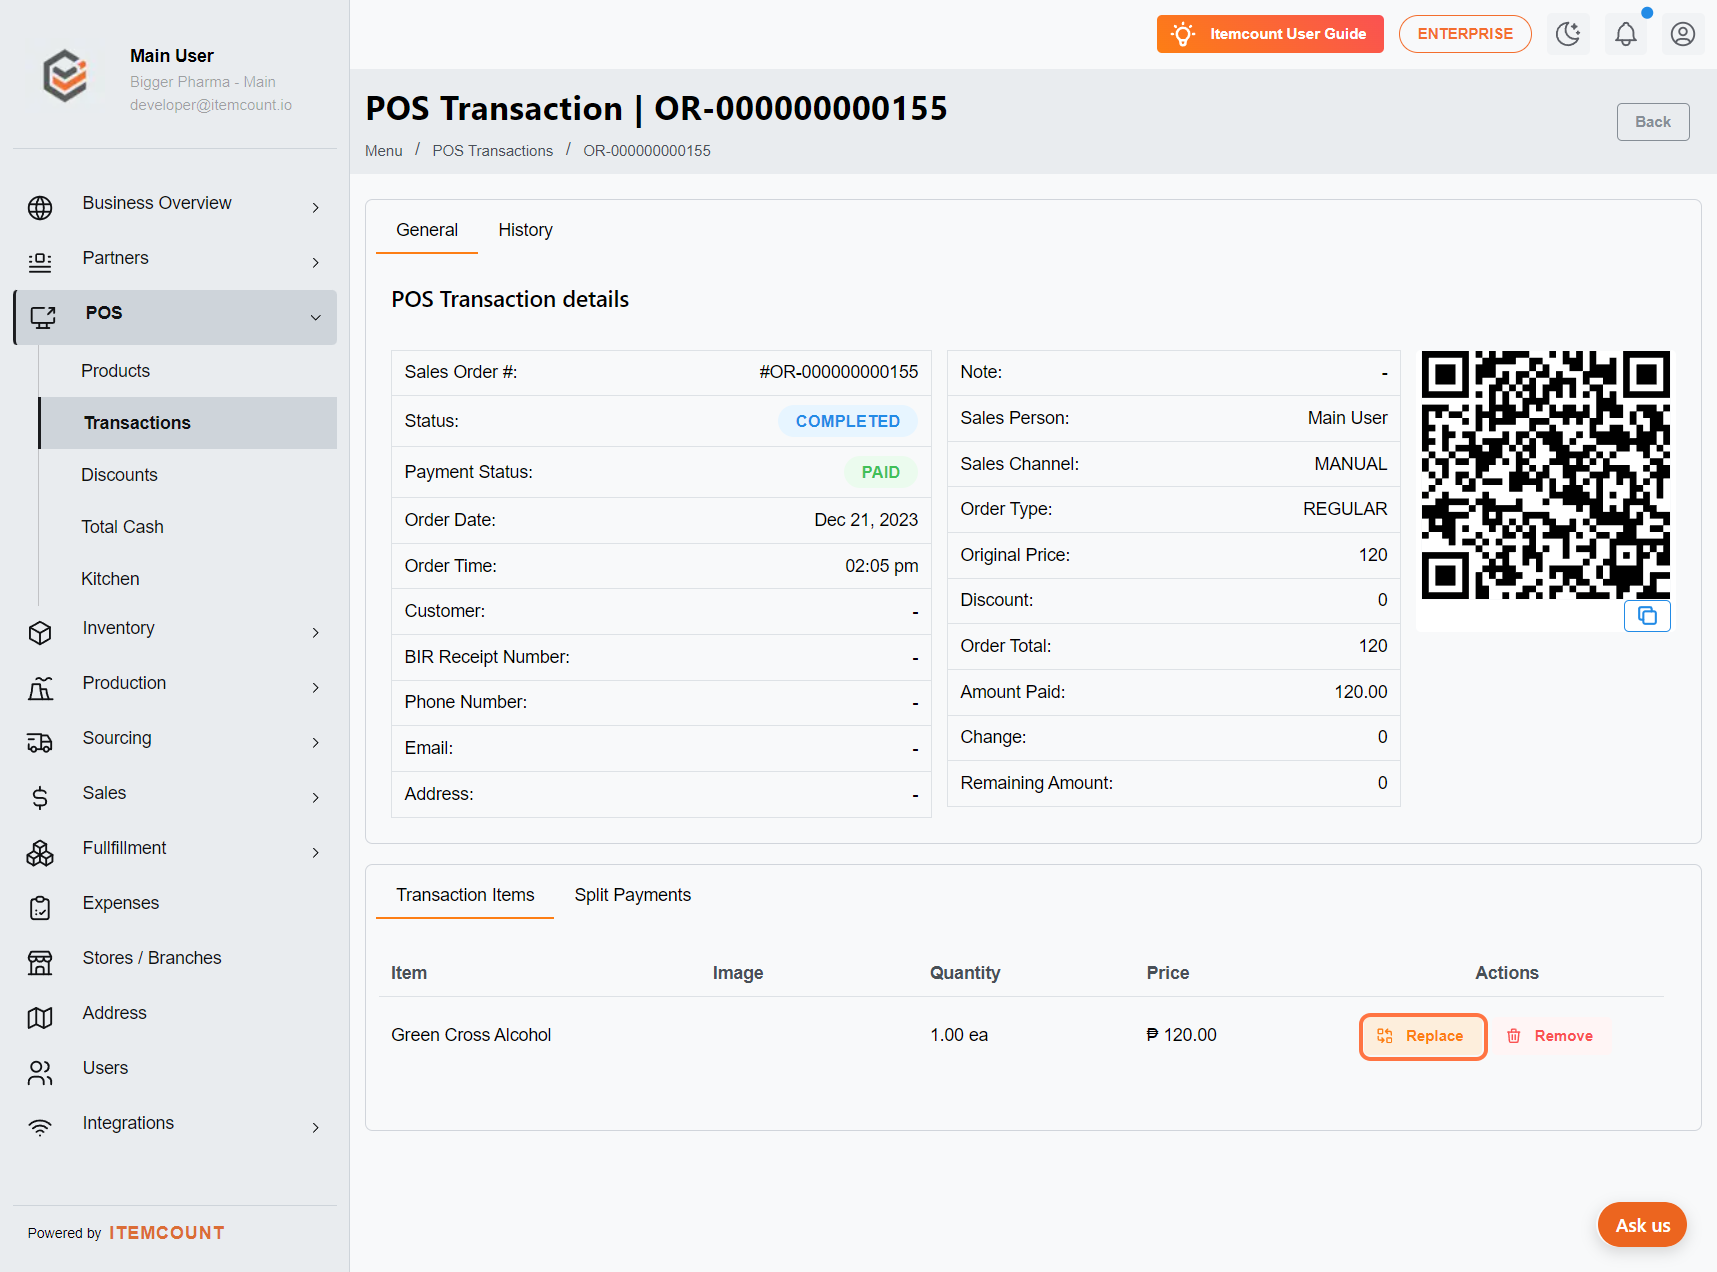 Main User
Bigger Pharma - Main
developer@itemcount.io
Business Overview
Partners
POS
Products
Transactions
Discounts
Total Cash
Kitchen
Inventory
Production
Sourcing
Sales
Fullfillment
Expenses
Stores / Branches
Address
Users
Integrations
Powered by ITEMCOUNT
Itemcount User Guide
ENTERPRISE
POS Transaction | OR-000000000155
Menu / POS Transactions / OR-000000000155
Back
General History
POS Transaction details
Sales Order #: #OR-000000000155
Status: COMPLETED
Payment Status: PAID
Order Date: Dec 21, 2023
Order Time: 02:05 pm
Customer: -
BIR Receipt Number: -
Phone Number: -
Email: -
Address: -
Note: -
Sales Person: Main User
Sales Channel: MANUAL
Order Type: REGULAR
Original Price: 120
Discount: 0
Order Total: 120
Amount Paid: 120.00
Change: 0
Remaining Amount: 0
Transaction Items Split Payments
Item Image Quantity Price Actions
Green Cross Alcohol 1.00 ea ₱ 120.00 Replace Remove
Ask us